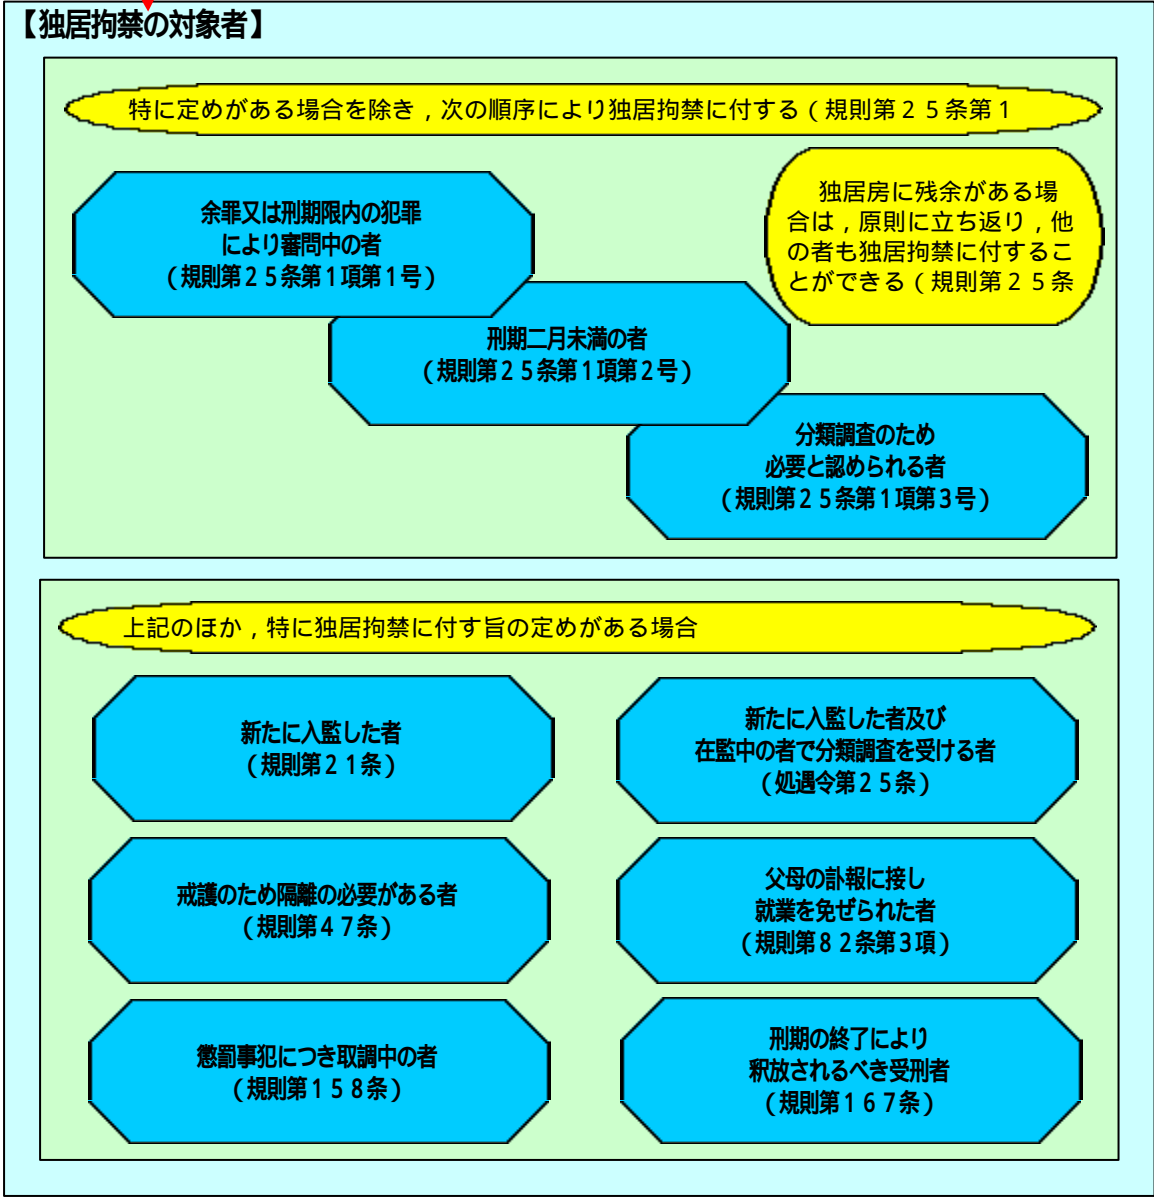 【独居拘禁の対象者】
特に定めがある場合を除き，次の順序により独居拘禁に付する（規則第２５条第１
余罪又は刑期限内の犯罪
により審問中の者
（規則第２５条第１項第１号）
独居房に残余がある場
合は，原則に立ち返り，他
の者も独居拘禁に付するこ
とができる（規則第２５条
刑期二月未満の者
（規則第２５条第１項第２号）
分類調査のため
必要と認められる者
（規則第２５条第１項第３号）
上記のほか，特に独居拘禁に付す旨の定めがある場合
新たに入監した者
（規則第２１条）
新たに入監した者及び
在監中の者で分類調査を受ける者
（処遇令第２５条）
戒護のため隔離の必要がある者
（規則第４７条）
父母の訃報に接し
就業を免ぜられた者
（規則第８２条第３項）
懲罰事犯につき取調中の者
（規則第１５８条）
刑期の終了により
釈放されるべき受刑者
（規則第１６７条）